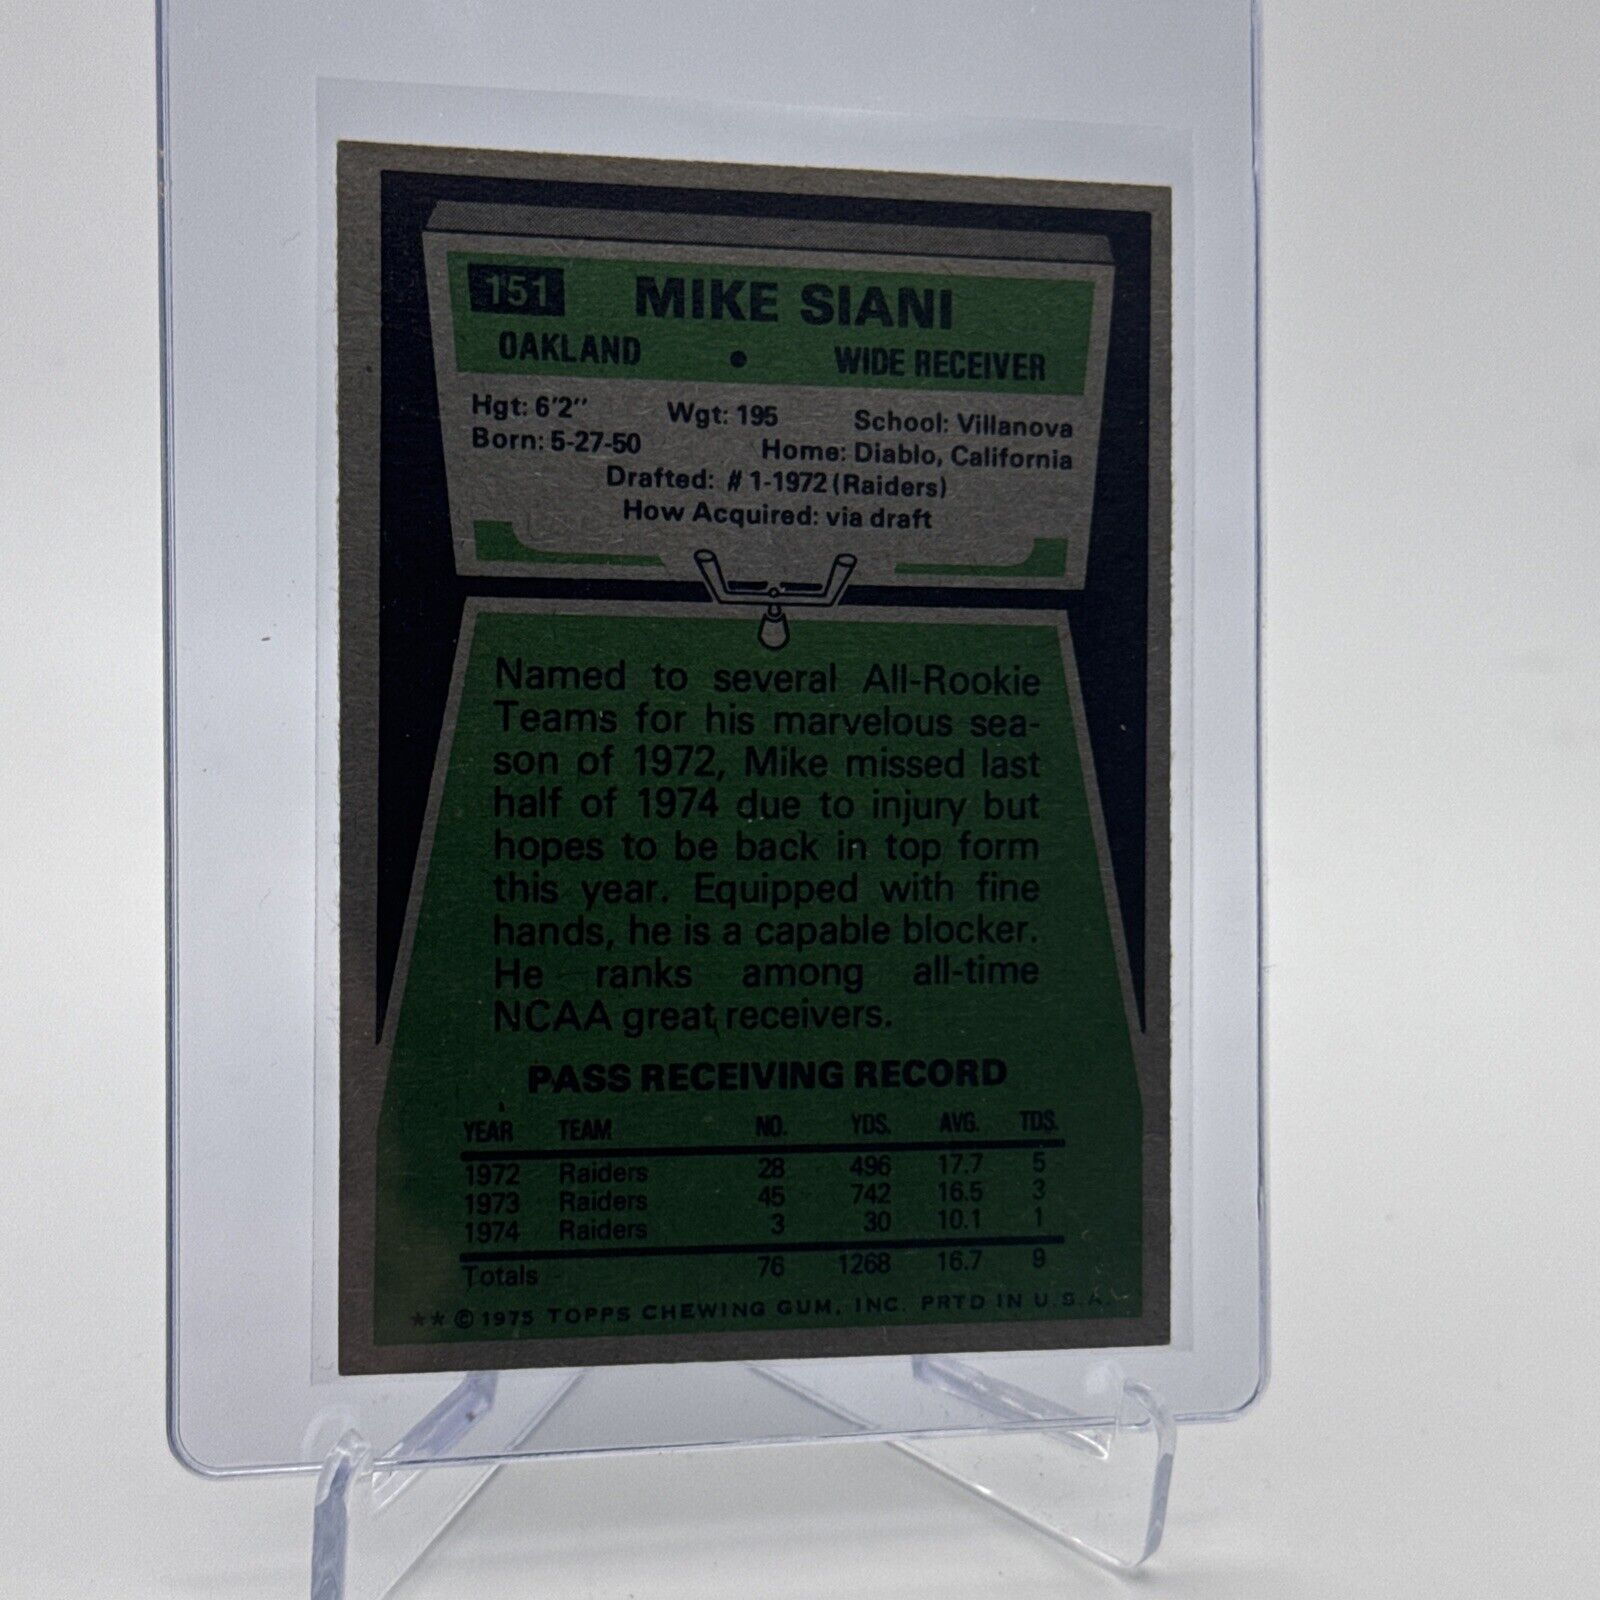 151 MIKE SIANI
OAKLAND • WIDE RECEIVER
Hgt: 6'2" Wgt: 195 School: Villanova
Born: 5-27-50 Home: Diablo, California
Drafted: #1-1972 (Raiders)
How Acquired: via draft
Named to several All-Rookie
Teams for his marvelous sea-
son of 1972, Mike missed last
half of 1974 due to injury but
hopes to be back in top form
this year. Equipped with fine
hands, he is a capable blocker.
He ranks among all-time
NCAA great receivers.
PASS RECEIVING RECORD
YEAR TEAM NO. YDS. AVG. TDS.
1972 Raiders 28 496 17.7 5
1973 Raiders 45 742 16.5 3
1974 Raiders 3 30 10.1 1
Totals 76 1268 16.7 9
** © 1975 TOPPS CHEWING GUM, INC. PRTD IN U.S.A.